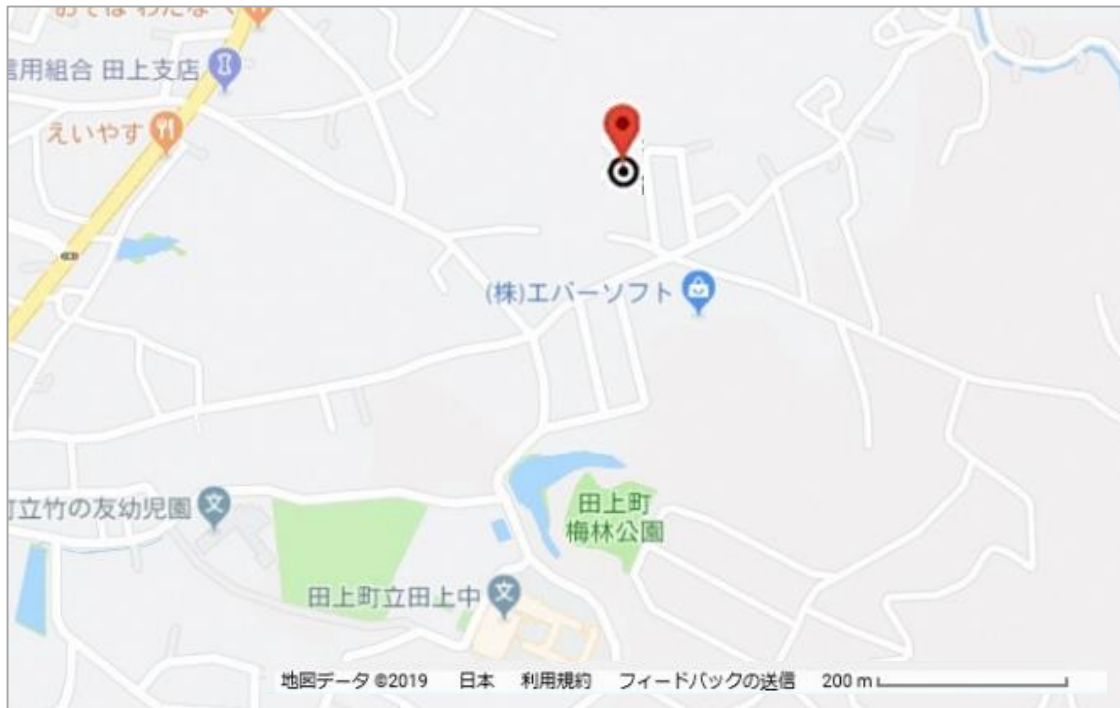 信用組合 田上支店
えいやす
(株)エバーソフト
町立竹の友幼児園
田上町
梅林公園
田上町立田上中
地図データ ©2019 日本 利用規約 フィードバックの送信 200 m